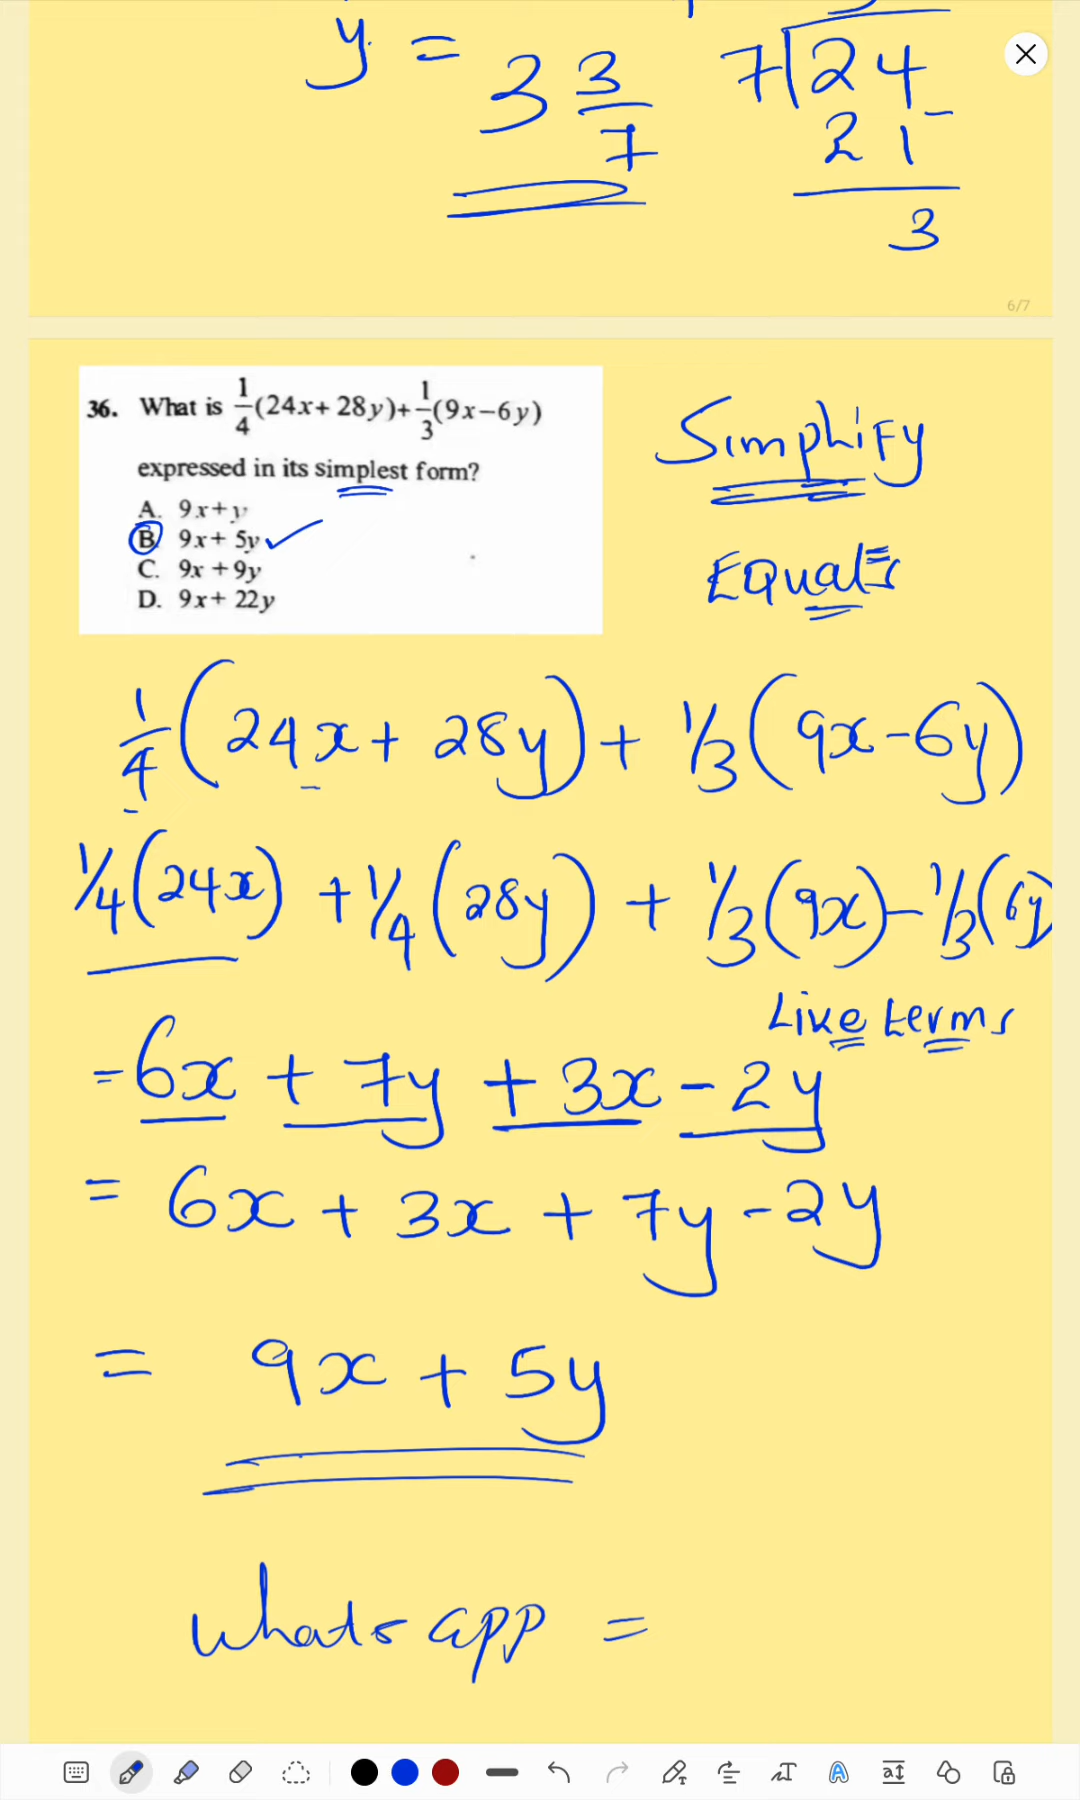 y = 3 3/7 7|24
21
3
6/7
36. What is 1/4(24x+28y)+1/3(9x−6y)
expressed in its simplest form?
A. 9x+y
B. 9x+5y
C. 9x+9y
D. 9x+22y
Simplify
Equals
1/4(24x+28y)+1/3(9x-6y)
1/4(24x)+1/4(28y)+1/3(9x)-1/3(6y)
Like terms
=6x+7y+3x-2y
=6x+3x+7y-2y
=9x+5y
whatsapp =